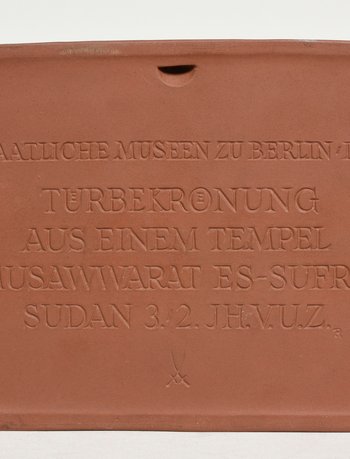 AATLICHE MUSEEN ZU BERLIN·
TÜRBEKRÖNUNG
AUS EINEM TEMPEL
MUSAWWARAT ES-SUFR
SUDAN 3./2. JH.V.U.Z.